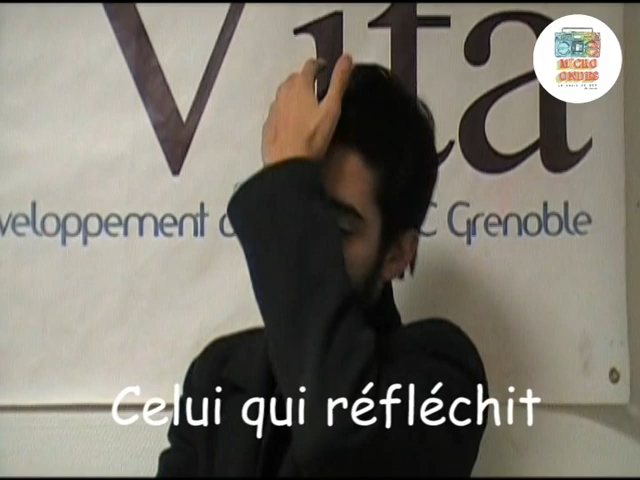 Vita
MICRO
ONDES
veloppement d
C Grenoble
Celui qui réfléchit